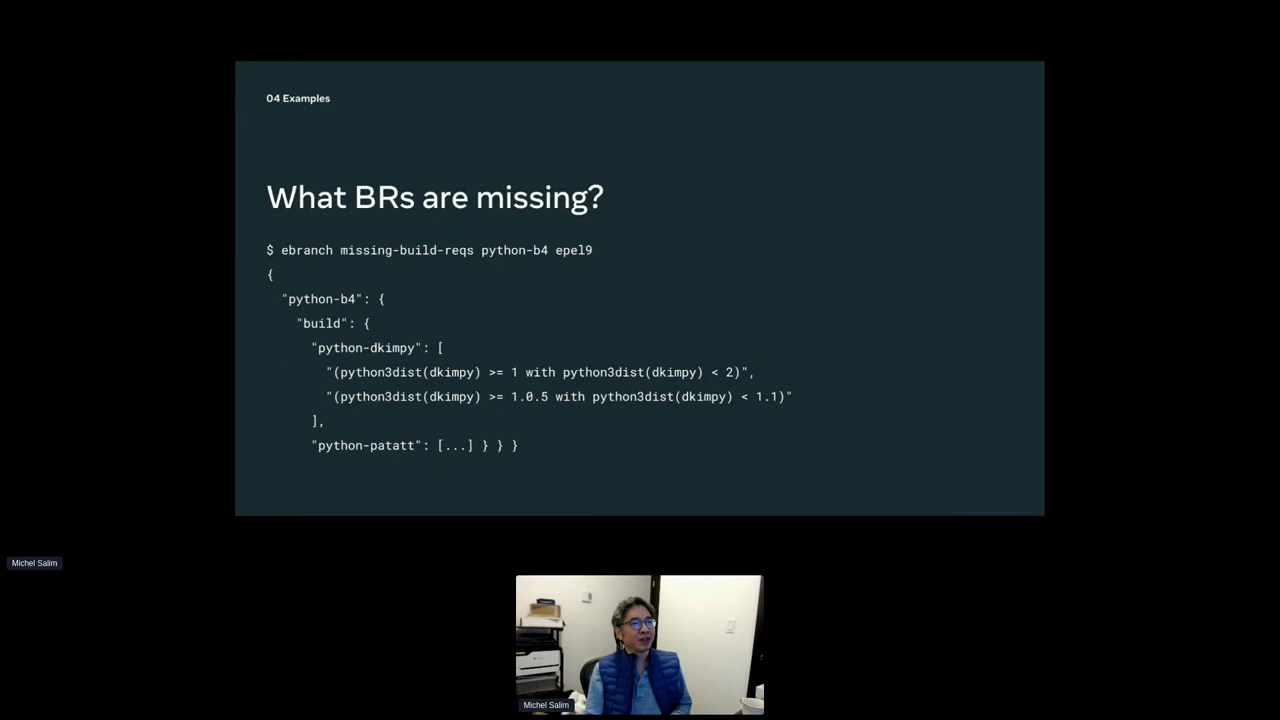 04 Examples
What BRs are missing?
$ ebranch missing-build-reqs python-b4 epel9
{
"python-b4": {
"build": {
"python-dkimpy": [
"(python3dist(dkimpy) >= 1 with python3dist(dkimpy) < 2)",
"(python3dist(dkimpy) >= 1.0.5 with python3dist(dkimpy) < 1.1)"
],
"python-patatt": [...] } } }
Michel Salim
Michel Salim